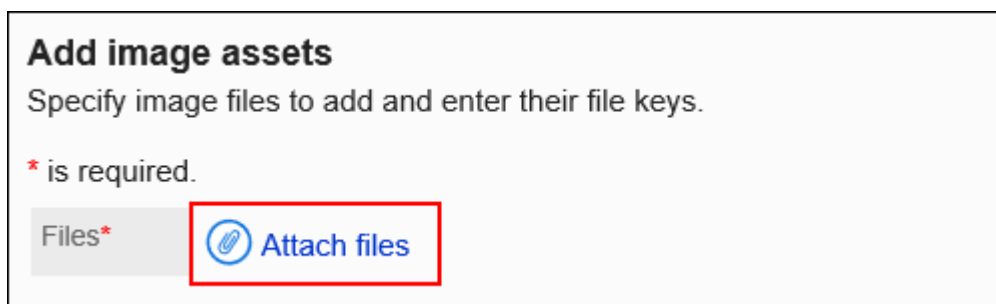 Add image assets
Specify image files to add and enter their file keys.
* is required.
Files* Attach files